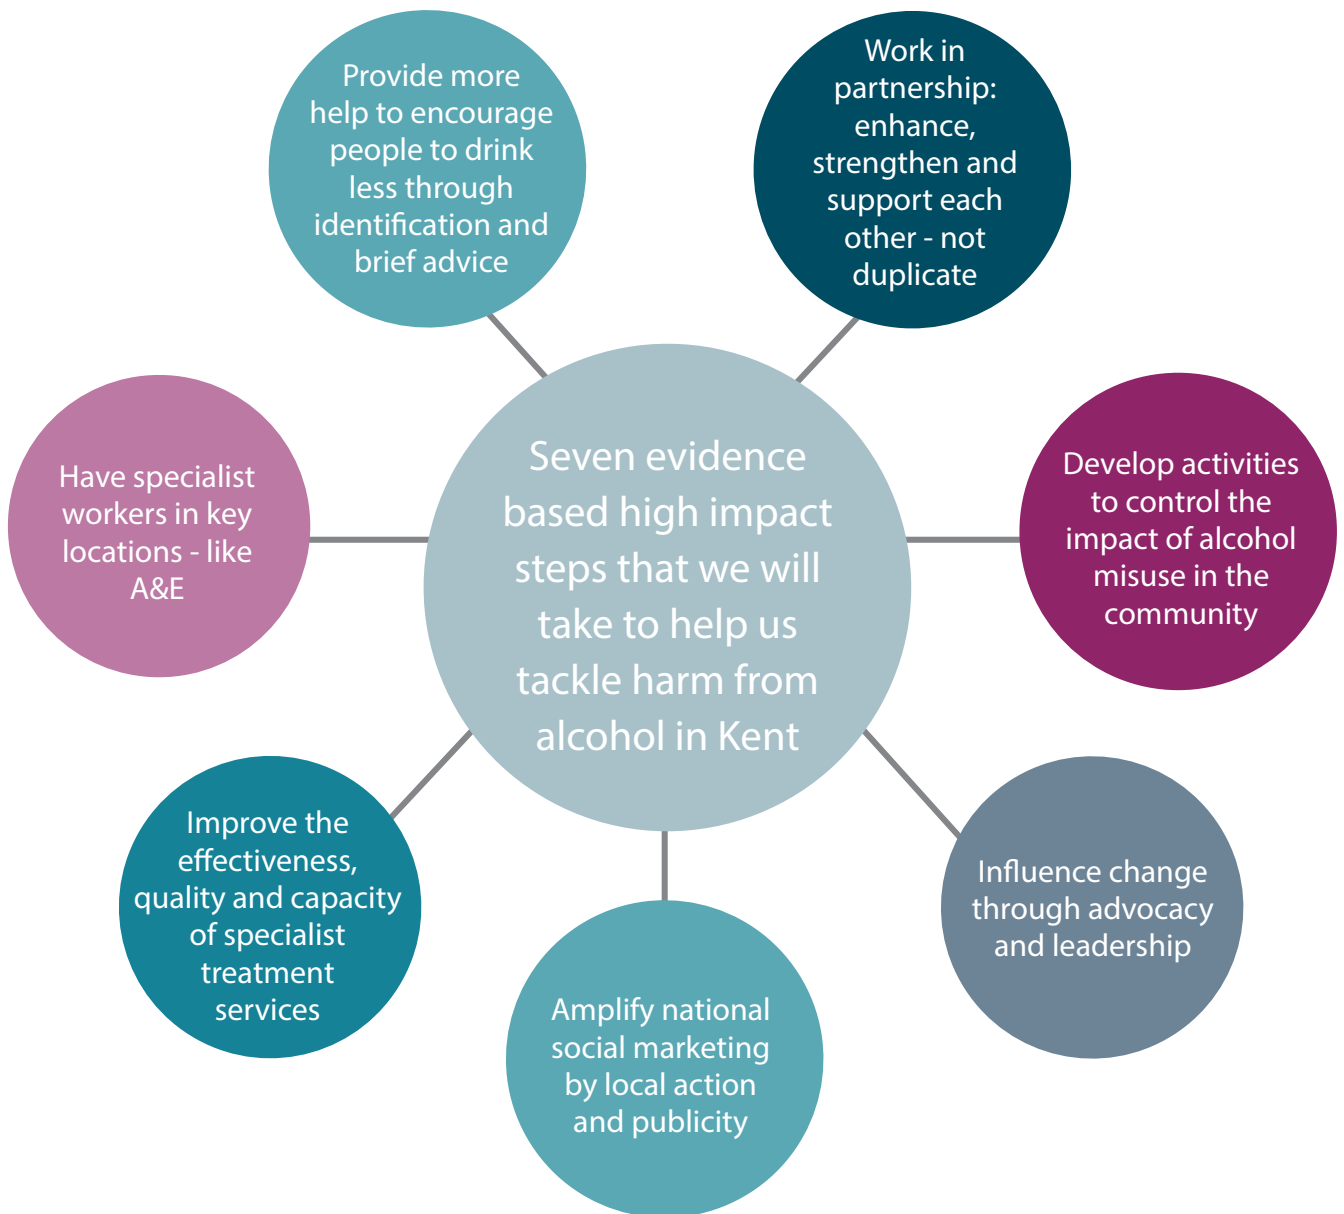 Provide more
help to encourage
people to drink
less through
identification and
brief advice
Work in
partnership:
enhance,
strengthen and
support each
other - not
duplicate
Have specialist
workers in key
locations - like
A&E
Seven evidence
based high impact
steps that we will
take to help us
tackle harm from
alcohol in Kent
Develop activities
to control the
impact of alcohol
misuse in the
community
Improve the
effectiveness,
quality and capacity
of specialist
treatment
services
Amplify national
social marketing
by local action
and publicity
Influence change
through advocacy
and leadership